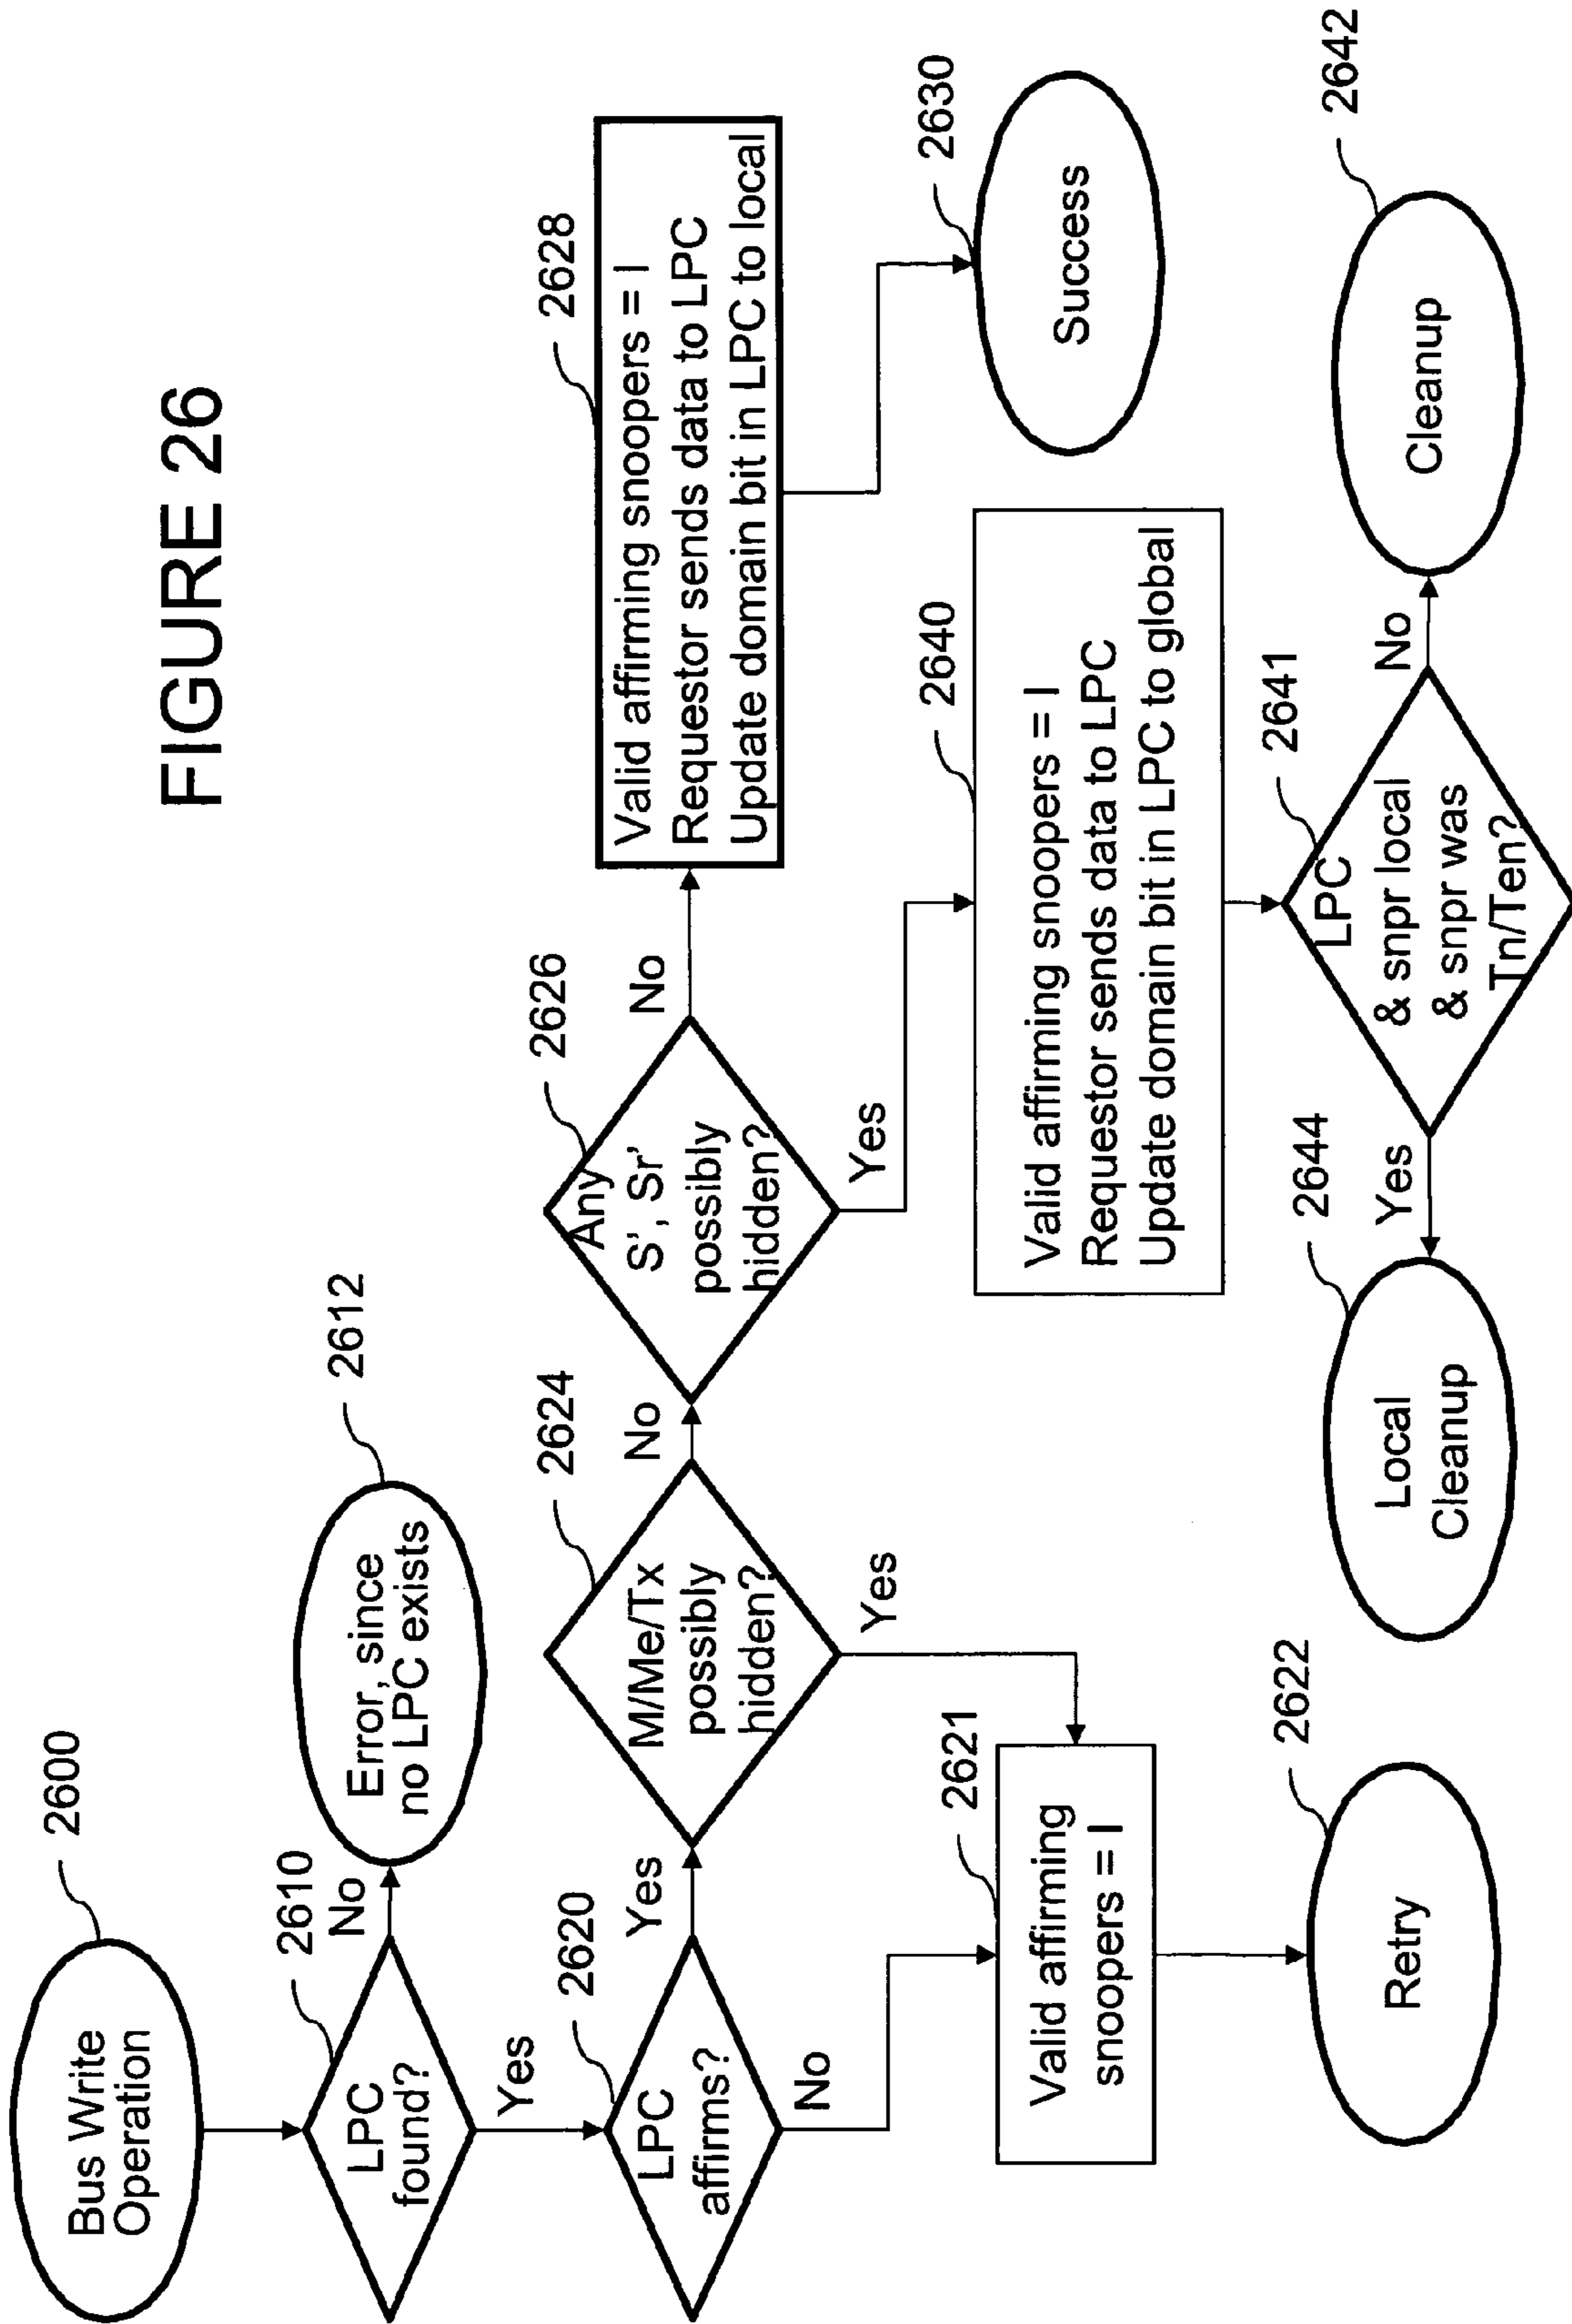 FIGURE 26
2600
Bus Write
Operation
2610
LPC
found?
No
2612
Error, since
no LPC exists
Yes
2620
LPC
affirms?
Yes
No
2624
M/Me/Tx
possibly
hidden?
No
Yes
2626
Any
S', Sr'
possibly
hidden?
No
Yes
2628
Valid affirming snoopers = I
Requestor sends data to LPC
Update domain bit in LPC to local
2630
Success
2621
Valid affirming
snoopers = I
2622
Retry
2640
Valid affirming snoopers = I
Requestor sends data to LPC
Update domain bit in LPC to global
2641
LPC
& snpr local
& snpr was
Tn/Ten?
Yes
No
2644
Local
Cleanup
2642
Cleanup